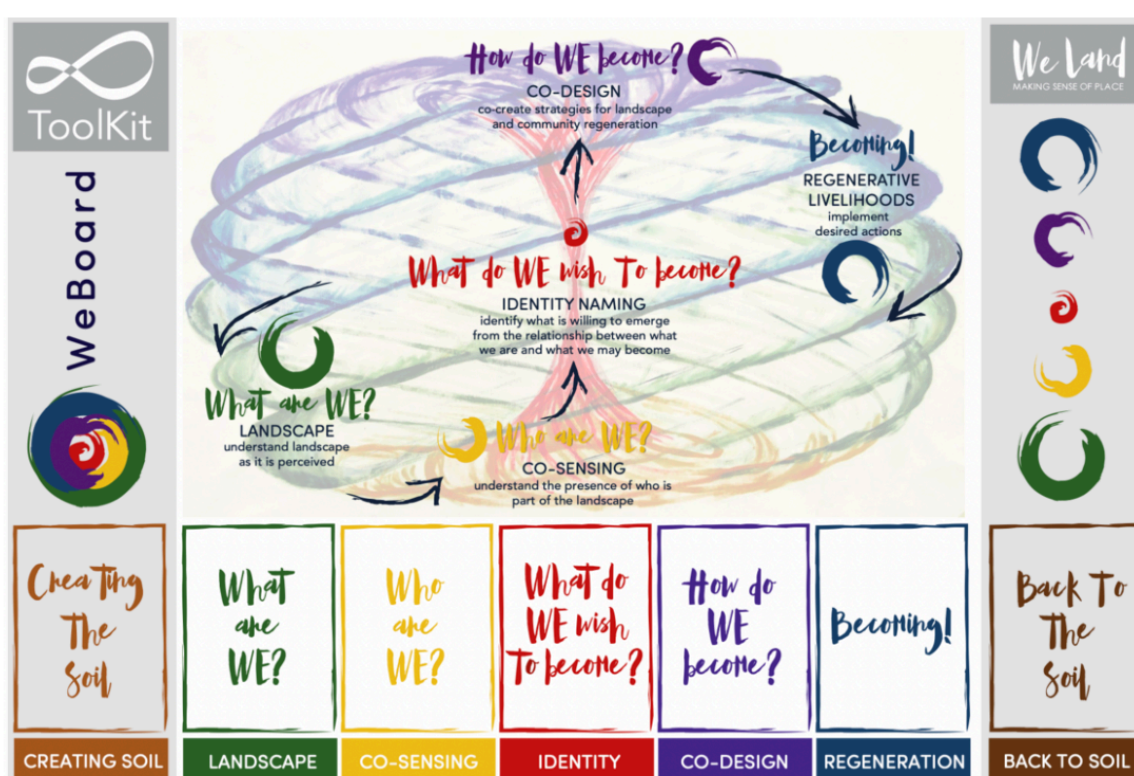 ToolKit
WeBoard
How do WE become?
CO-DESIGN
co-create strategies for landscape
and community regeneration
Becoming!
REGENERATIVE
LIVELIHOODS
implement
desired actions
What do WE wish To become?
IDENTITY NAMING
identify what is willing to emerge
from the relationship between what
we are and what we may become
What are WE?
LANDSCAPE
understand landscape
as it is perceived
Who are WE?
CO-SENSING
understand the presence of who is
part of the landscape
We Land
MAKING SENSE OF PLACE
Creating
The
Soil
CREATING SOIL
What
are
WE?
LANDSCAPE
Who
are
WE?
CO-SENSING
What do
WE wish
To become?
IDENTITY
How do
WE
become?
CO-DESIGN
Becoming!
REGENERATION
Back To
The
Soil
BACK TO SOIL